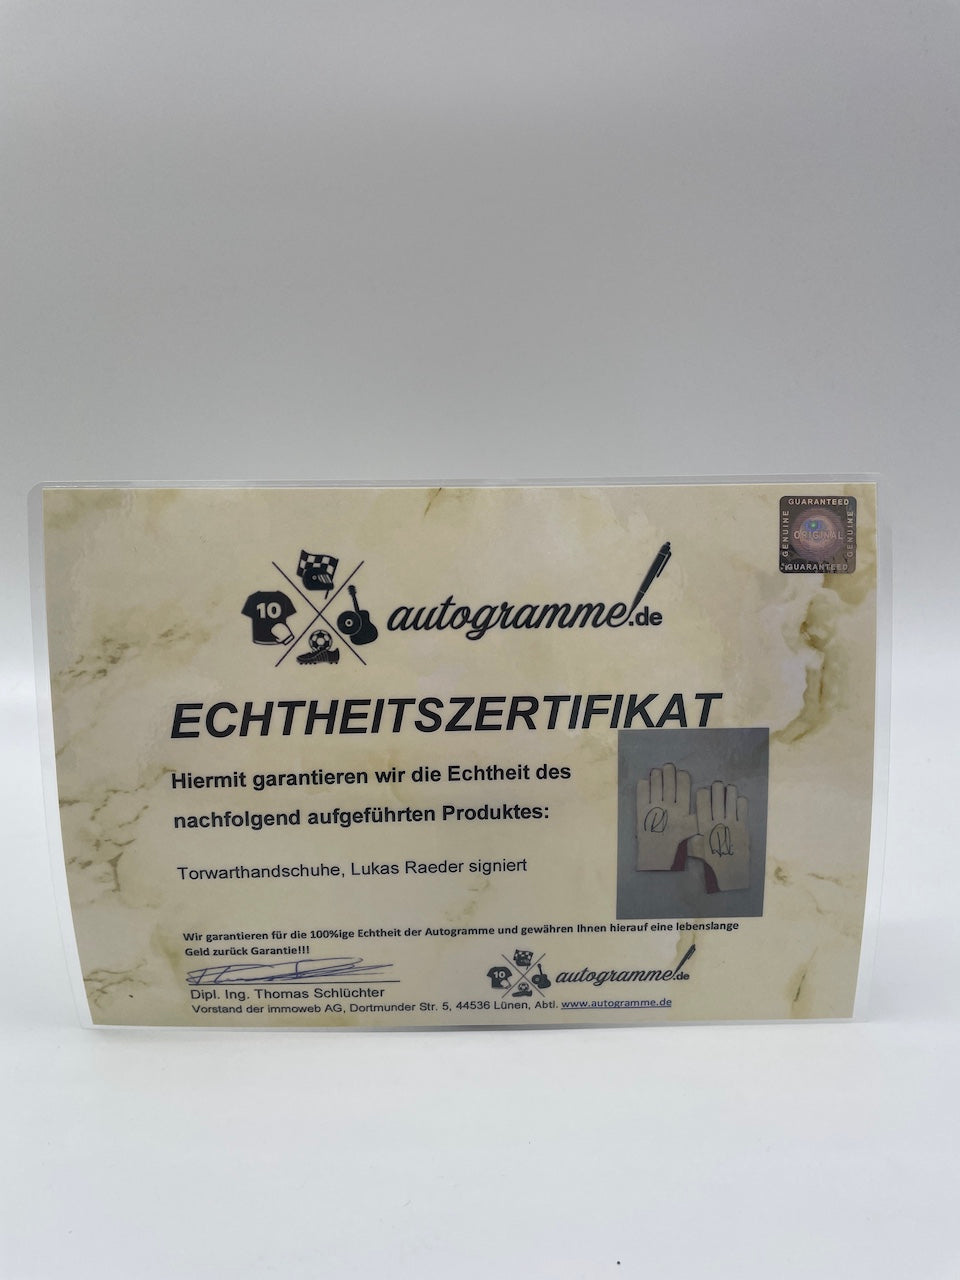 GUARANTEED
GENUINE
ORIGINAL
GENUINE
GUARANTEED
10
autogramme.de
ECHTHEITSZERTIFIKAT
Hiermit garantieren wir die Echtheit des
nachfolgend aufgeführten Produktes:
Torwarthandschuhe, Lukas Raeder signiert
Wir garantieren für die 100%ige Echtheit der Autogramme und gewähren Ihnen hierauf eine lebenslange
Geld zurück Garantie!!!
10
autogramme.de
Dipl. Ing. Thomas Schlüchter
Vorstand der immoweb AG, Dortmunder Str. 5, 44536 Lünen, Abtl. www.autogramme.de